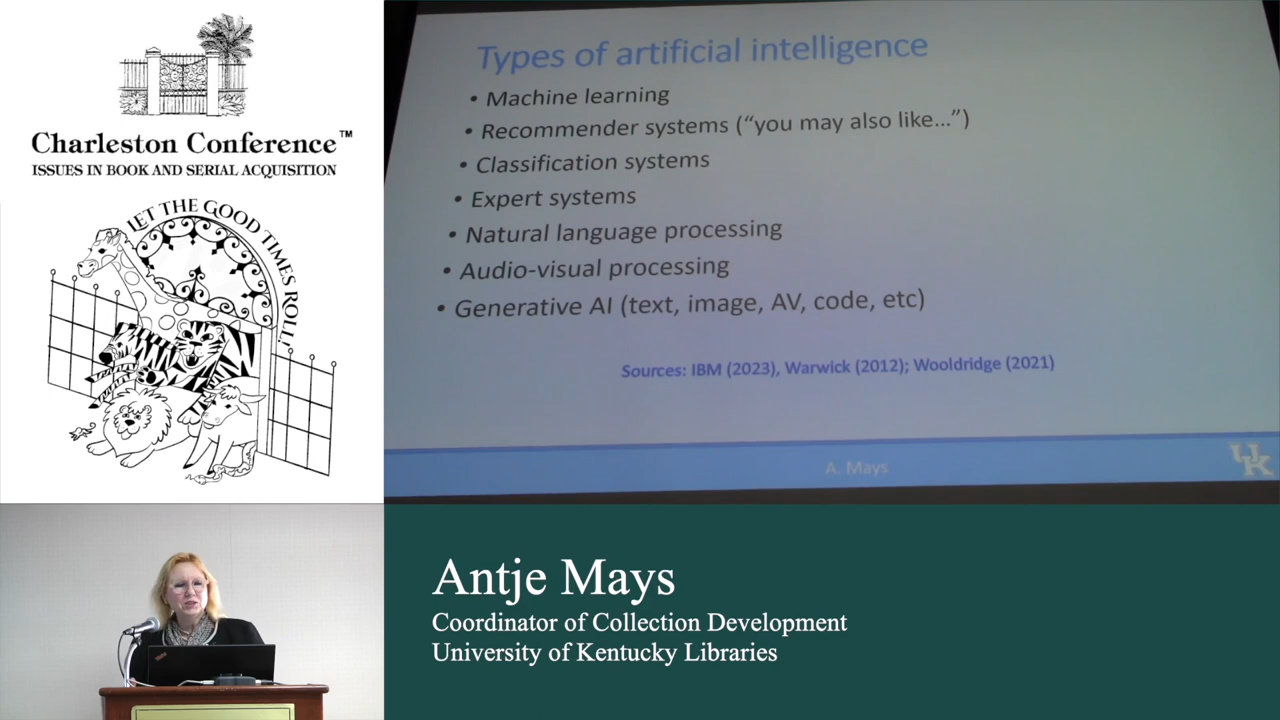 Charleston Conference™
ISSUES IN BOOK AND SERIAL ACQUISITION
LET THE GOOD TIMES ROLL!
Types of artificial intelligence
• Machine learning
• Recommender systems (“you may also like...”)
• Classification systems
• Expert systems
• Natural language processing
• Audio-visual processing
• Generative AI (text, image, AV, code, etc)
Sources: IBM (2023), Warwick (2012); Wooldridge (2021)
A. Mays
UK
Antje Mays
Coordinator of Collection Development
University of Kentucky Libraries